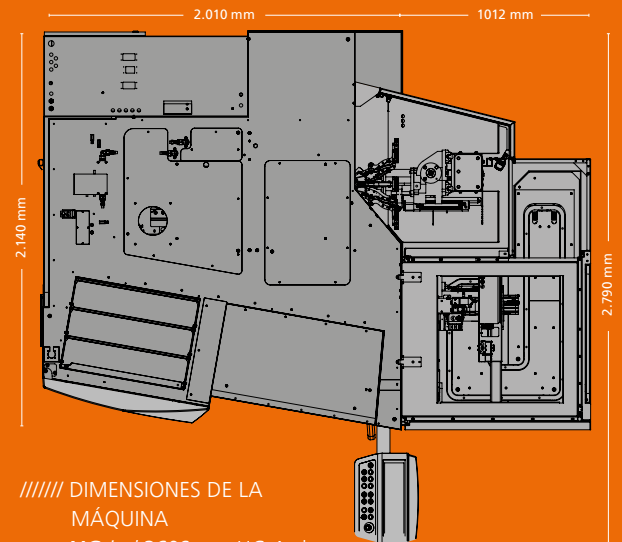 2.010 mm
1012 mm
2.140 mm
2.790 mm
/////// DIMENSIONES DE LA
MÁQUINA